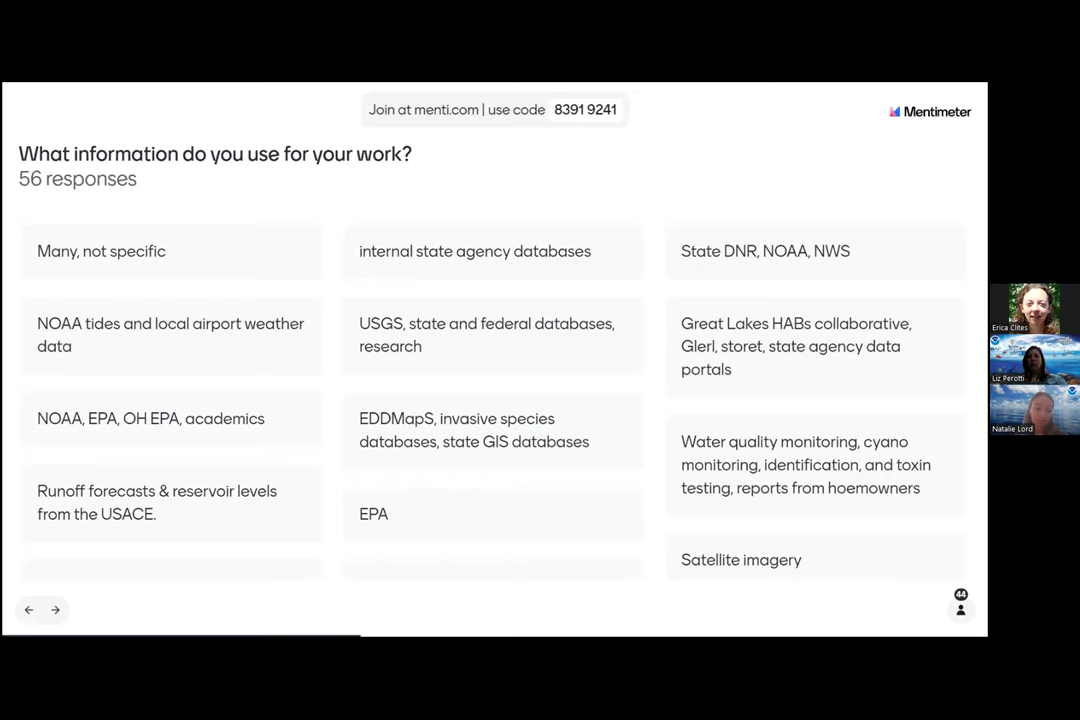 Join at menti.com | use code 8391 9241
Mentimeter
What information do you use for your work?
56 responses
Many, not specific
NOAA tides and local airport weather
data
NOAA, EPA, OH EPA, academics
Runoff forecasts & reservoir levels
from the USACE.
internal state agency databases
USGS, state and federal databases,
research
EDDMapS, invasive species
databases, state GIS databases
EPA
State DNR, NOAA, NWS
Great Lakes HABs collaborative,
Glerl, storet, state agency data
portals
Water quality monitoring, cyano
monitoring, identification, and toxin
testing, reports from hoemowners
Satellite imagery
44
Erica Clites
Liz Perotti
Natalie Lord